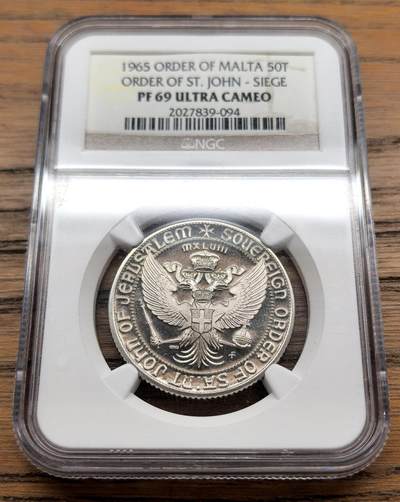 1965 ORDER OF MALTA 50T
ORDER OF ST. JOHN - SIEGE
PF 69 ULTRA CAMEO
2027839-094
NGC
SOVEREIGN ORDER OF SAINT JOHN OF JERUSALEM
MXLVIII